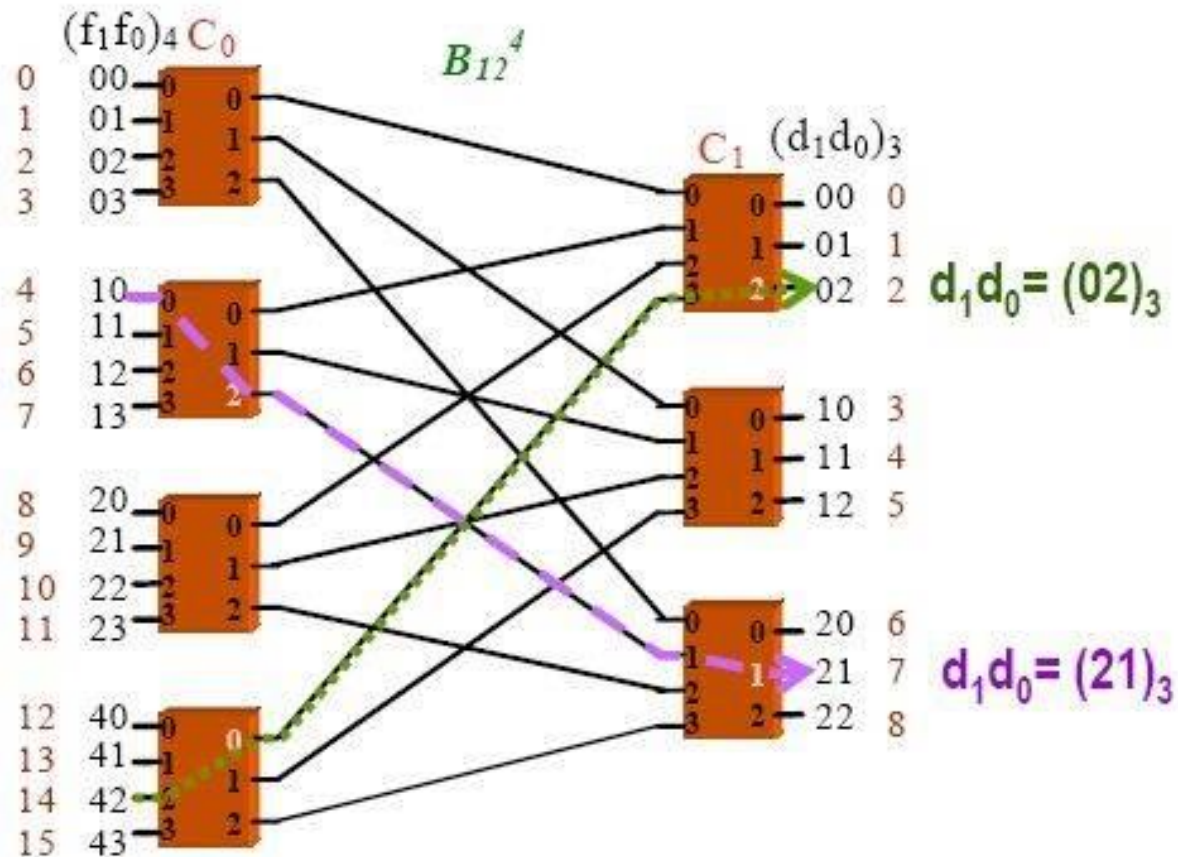 (f₁f₀)₄ C₀
B₁₂⁴
0 00 0 0
1 01 1 1
2 02 2 2
3 03 3
C₁ (d₁d₀)₃
0 0 00 0
1 1 01 1
2 2 02 2
3
d₁d₀= (02)₃
4 10 0 0
5 11 1 1
6 12 2 2
7 13 3
0 0 10 3
1 1 11 4
2 2 12 5
3
8 20 0 0
9 21 1 1
10 22 2 2
11 23 3
0 0 20 6
1 1 21 7
2 2 22 8
3
d₁d₀= (21)₃
12 40 0 0
13 41 1 1
14 42 2 2
15 43 3